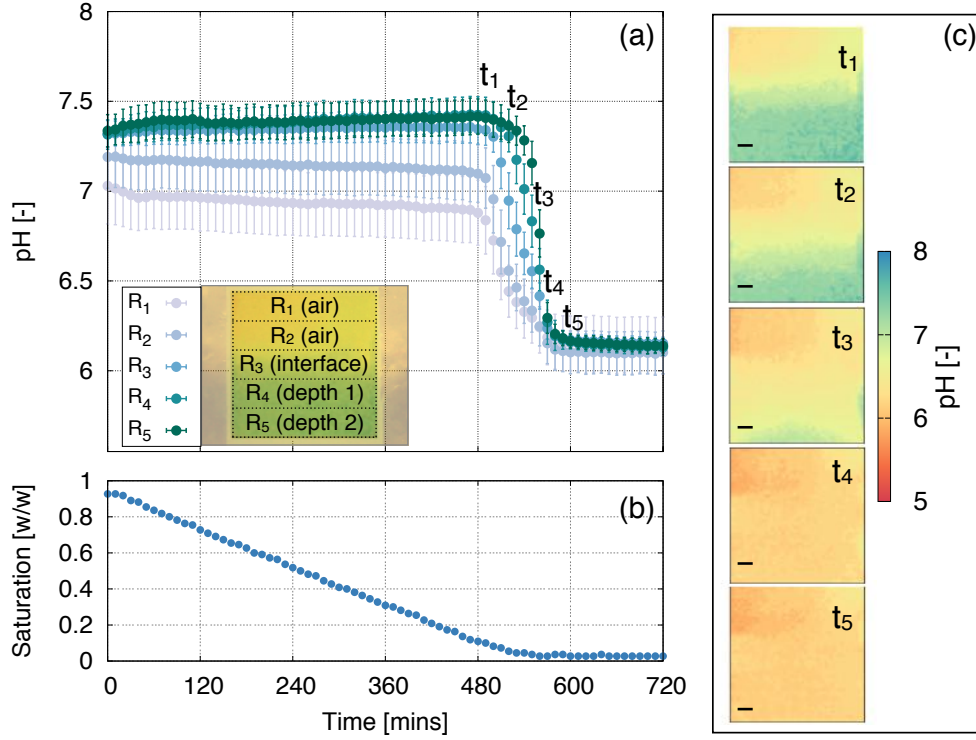 (a)
8
7.5
7
6.5
6
pH [-]
t1
t2
t3
t4
t5
R1
R2
R3
R4
R5
R1 (air)
R2 (air)
R3 (interface)
R4 (depth 1)
R5 (depth 2)
(b)
1
0.8
0.6
0.4
0.2
0
Saturation [w/w]
0 120 240 360 480 600 720
Time [mins]
(c)
t1
t2
t3
t4
t5
8
7
6
5
pH [-]